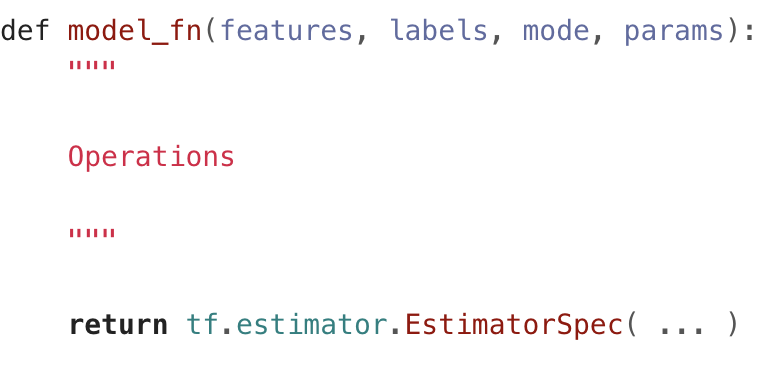 def model_fn(features, labels, mode, params):
    """
    Operations
    """
    return tf.estimator.EstimatorSpec( ... )